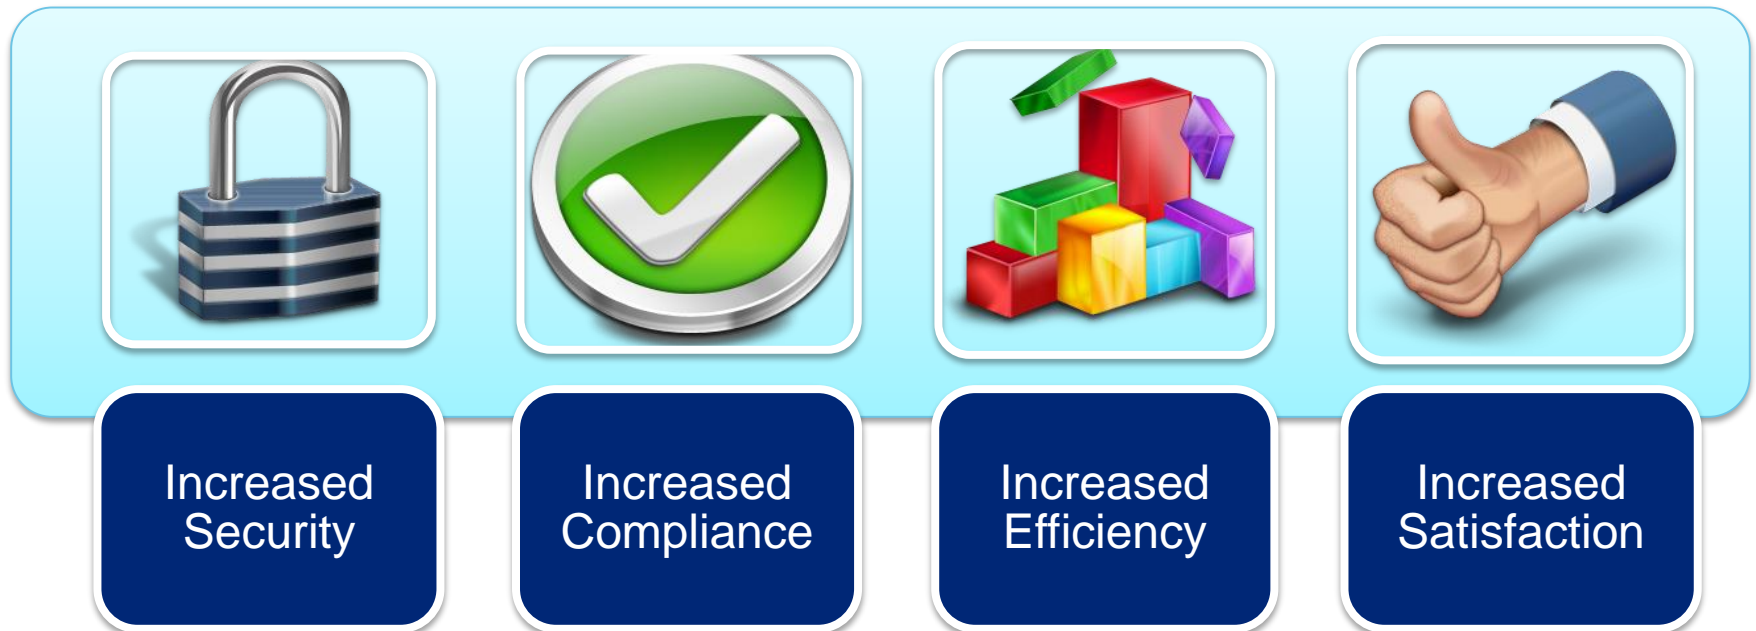 Increased
Security
Increased
Compliance
Increased
Efficiency
Increased
Satisfaction